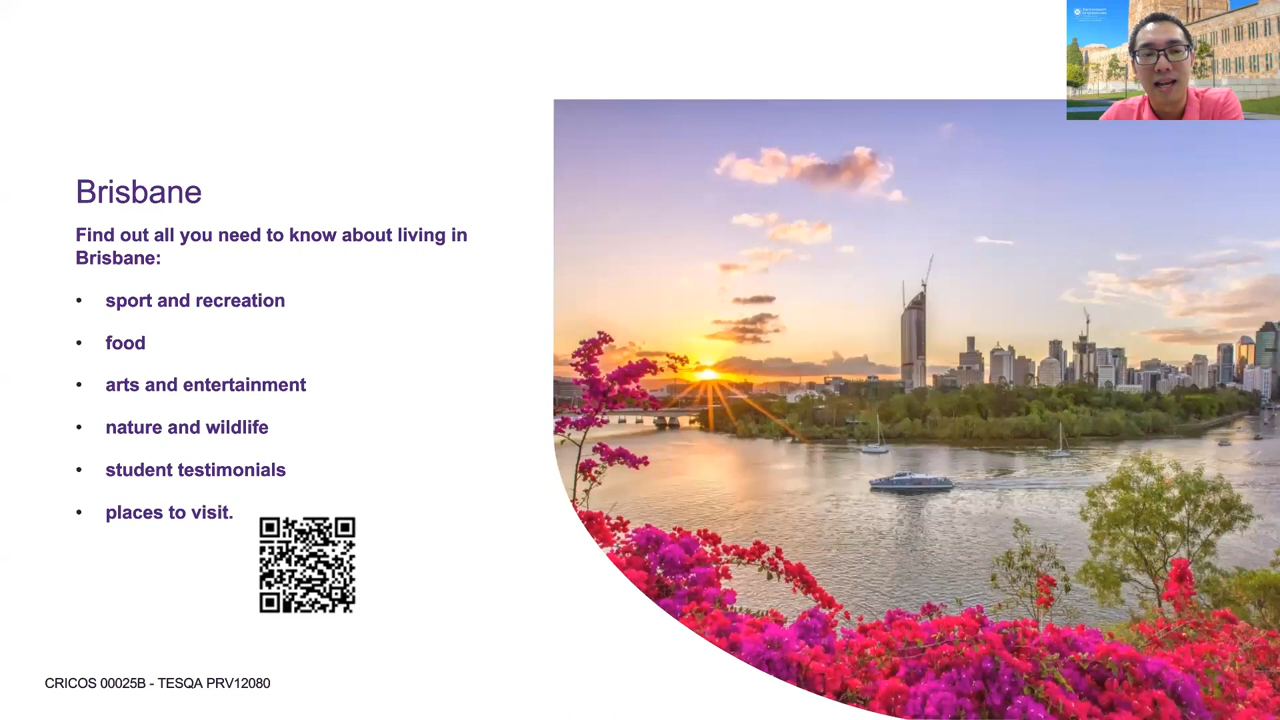 Brisbane
Find out all you need to know about living in
Brisbane:
• sport and recreation
• food
• arts and entertainment
• nature and wildlife
• student testimonials
• places to visit.
CRICOS 00025B - TESQA PRV12080